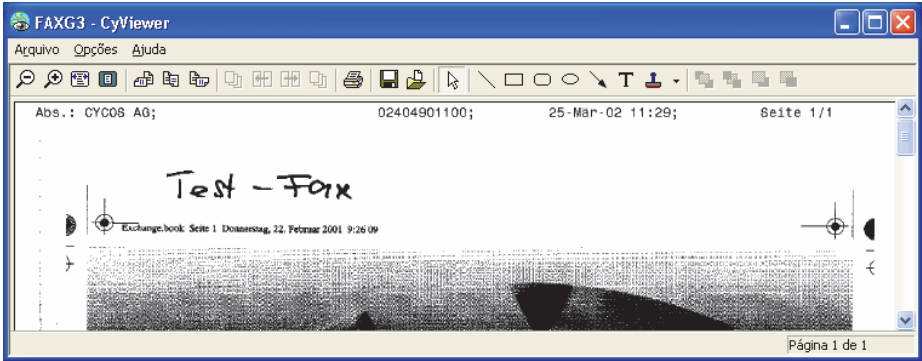 FAXG3 - CyViewer
Arquivo Opções Ajuda
T
Abs.: CYCOS AG; 02404901100; 25-Mär-02 11:29; Seite 1/1
Test - Fax
Exchange.book Seite 1 Donnerstag, 22. Februar 2001 9:26 09
Página 1 de 1